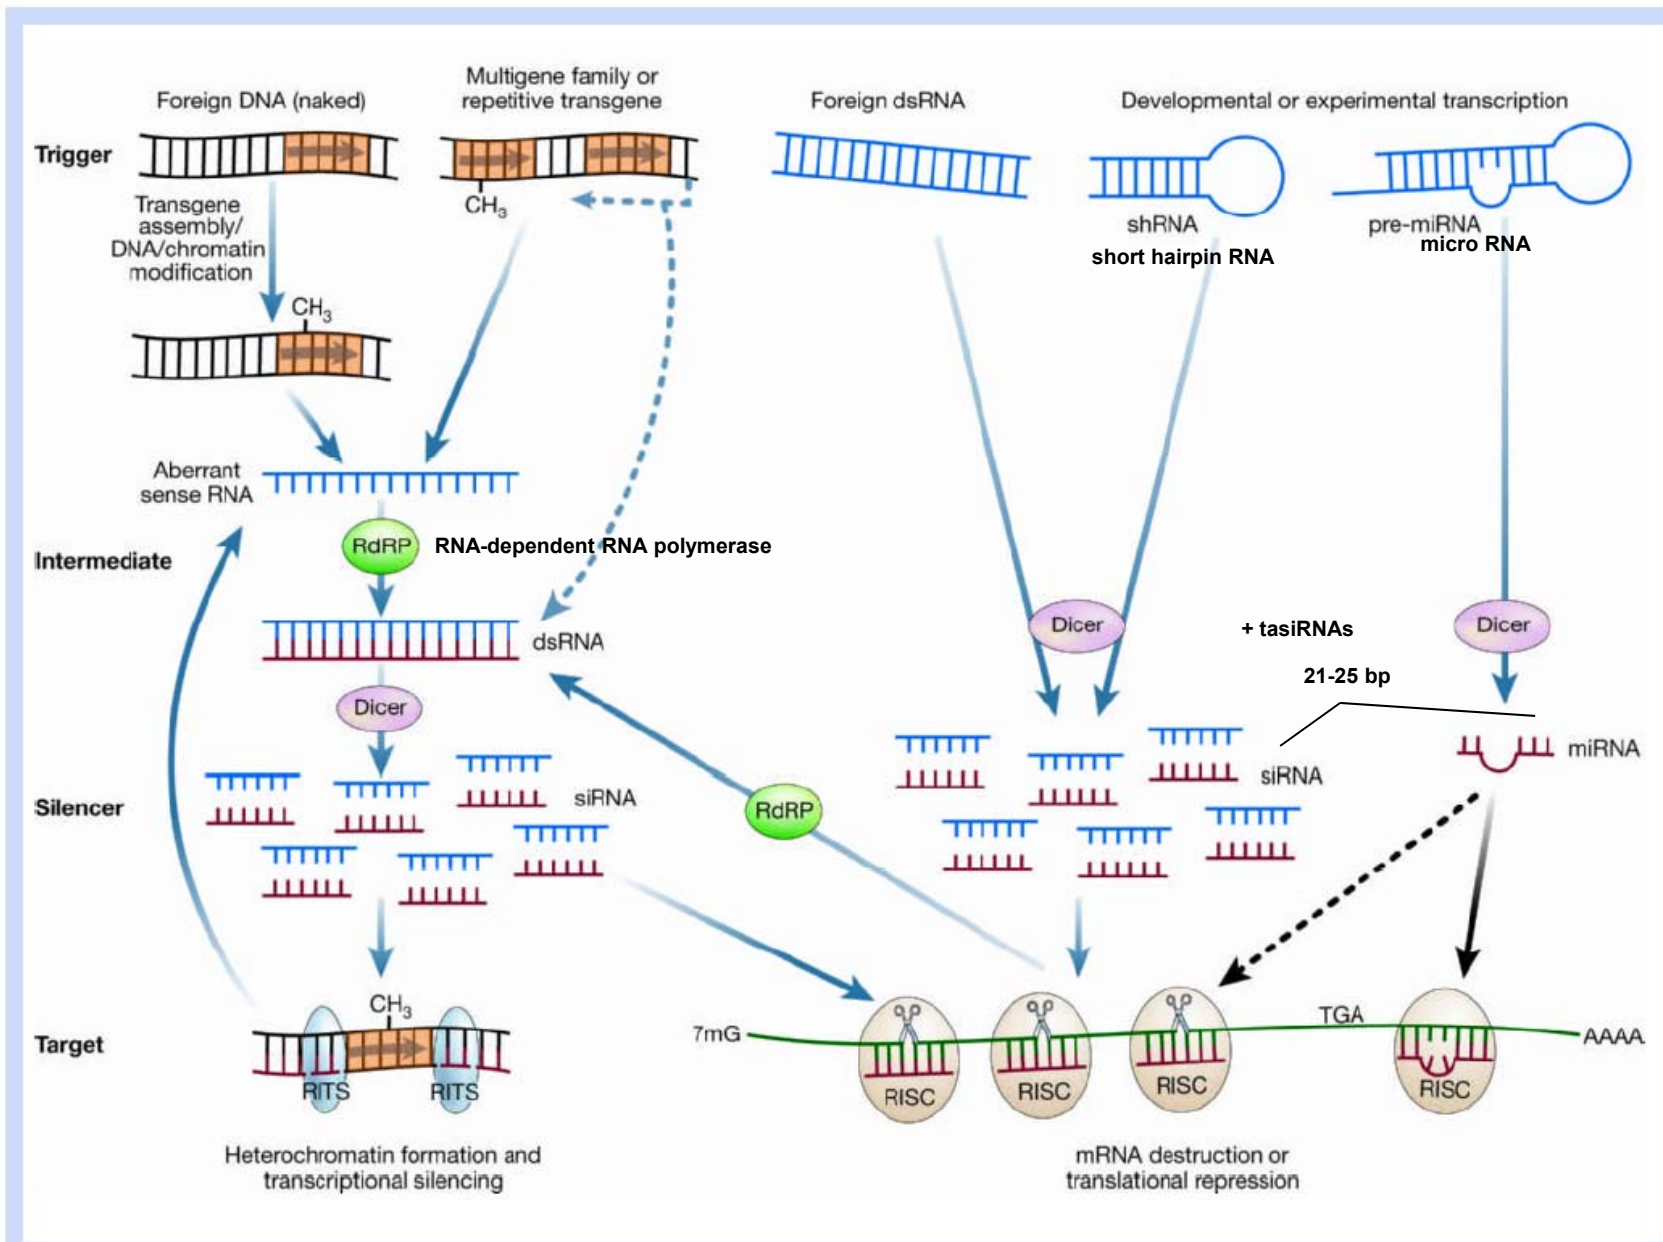 Foreign DNA (naked)
Multigene family or
repetitive transgene
Foreign dsRNA
Developmental or experimental transcription
Trigger
CH3
Transgene
assembly/
DNA/chromatin
modification
shRNA
short hairpin RNA
pre-miRNA
micro RNA
CH3
Aberrant
sense RNA
Intermediate
RdRP
RNA-dependent RNA polymerase
dsRNA
Dicer
+ tasiRNAs
Dicer
21-25 bp
Dicer
siRNA
miRNA
siRNA
Silencer
RdRP
CH3
Target
7mG
TGA
AAAA
RITS
RITS
RISC
RISC
RISC
RISC
Heterochromatin formation and
transcriptional silencing
mRNA destruction or
translational repression